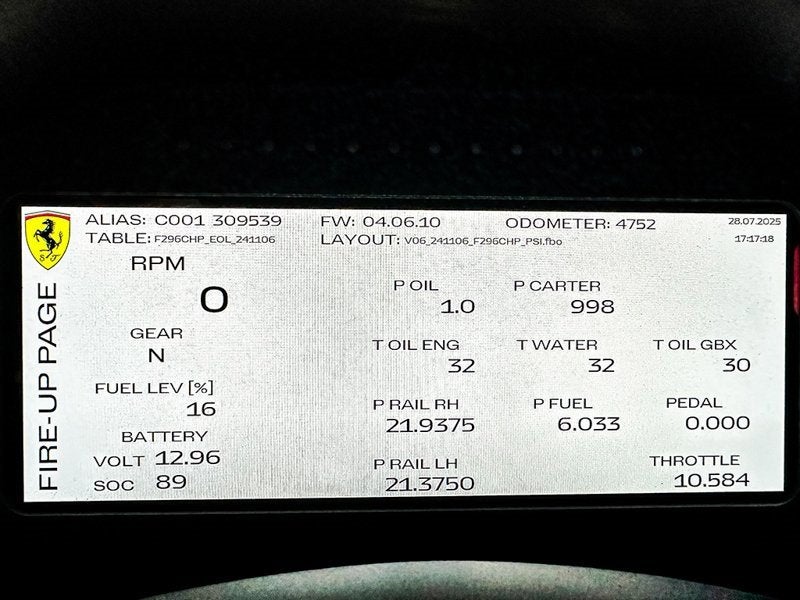 ALIAS: C001 309539 FW: 04.06.10 ODOMETER: 4752 28.07.2025
TABLE: F296CHP_EOL_241106 LAYOUT: V06_241106_F296CHP_PSI.fbo 17:17:18
FIRE-UP PAGE
RPM
0
GEAR
N
FUEL LEV [%]
16
BATTERY
VOLT 12.96
SOC 89
P OIL P CARTER
1.0 998
T OIL ENG T WATER T OIL GBX
32 32 30
P RAIL RH P FUEL PEDAL
21.9375 6.033 0.000
P RAIL LH THROTTLE
21.3750 10.584
S F